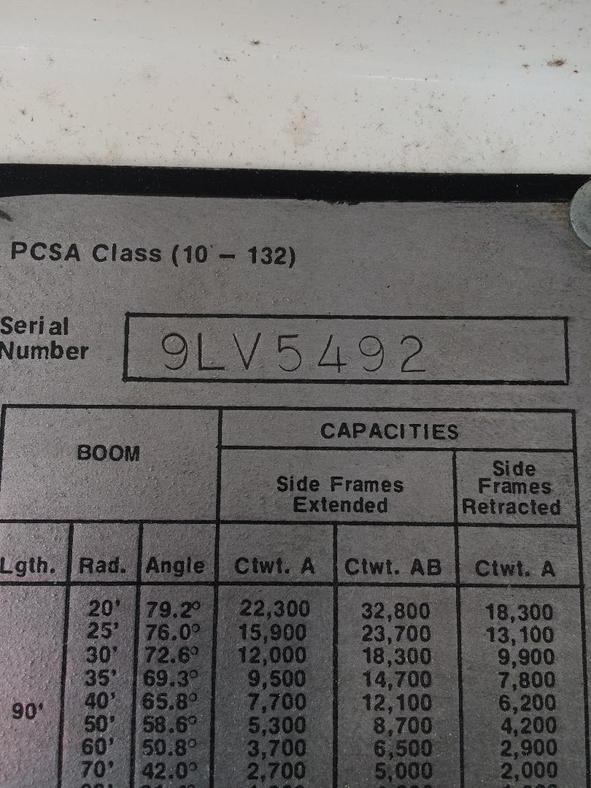 PCSA Class (10 - 132)
Serial Number 9LV5492
BOOM CAPACITIES
Side Frames Extended Side Frames Retracted
Lgth. Rad. Angle Ctwt. A Ctwt. AB Ctwt. A
90'
20' 79.2° 22,300 32,800 18,300
25' 76.0° 15,900 23,700 13,100
30' 72.6° 12,000 18,300 9,900
35' 69.3° 9,500 14,700 7,800
40' 65.8° 7,700 12,100 6,200
50' 58.6° 5,300 8,700 4,200
60' 50.8° 3,700 6,500 2,900
70' 42.0° 2,700 5,000 2,000